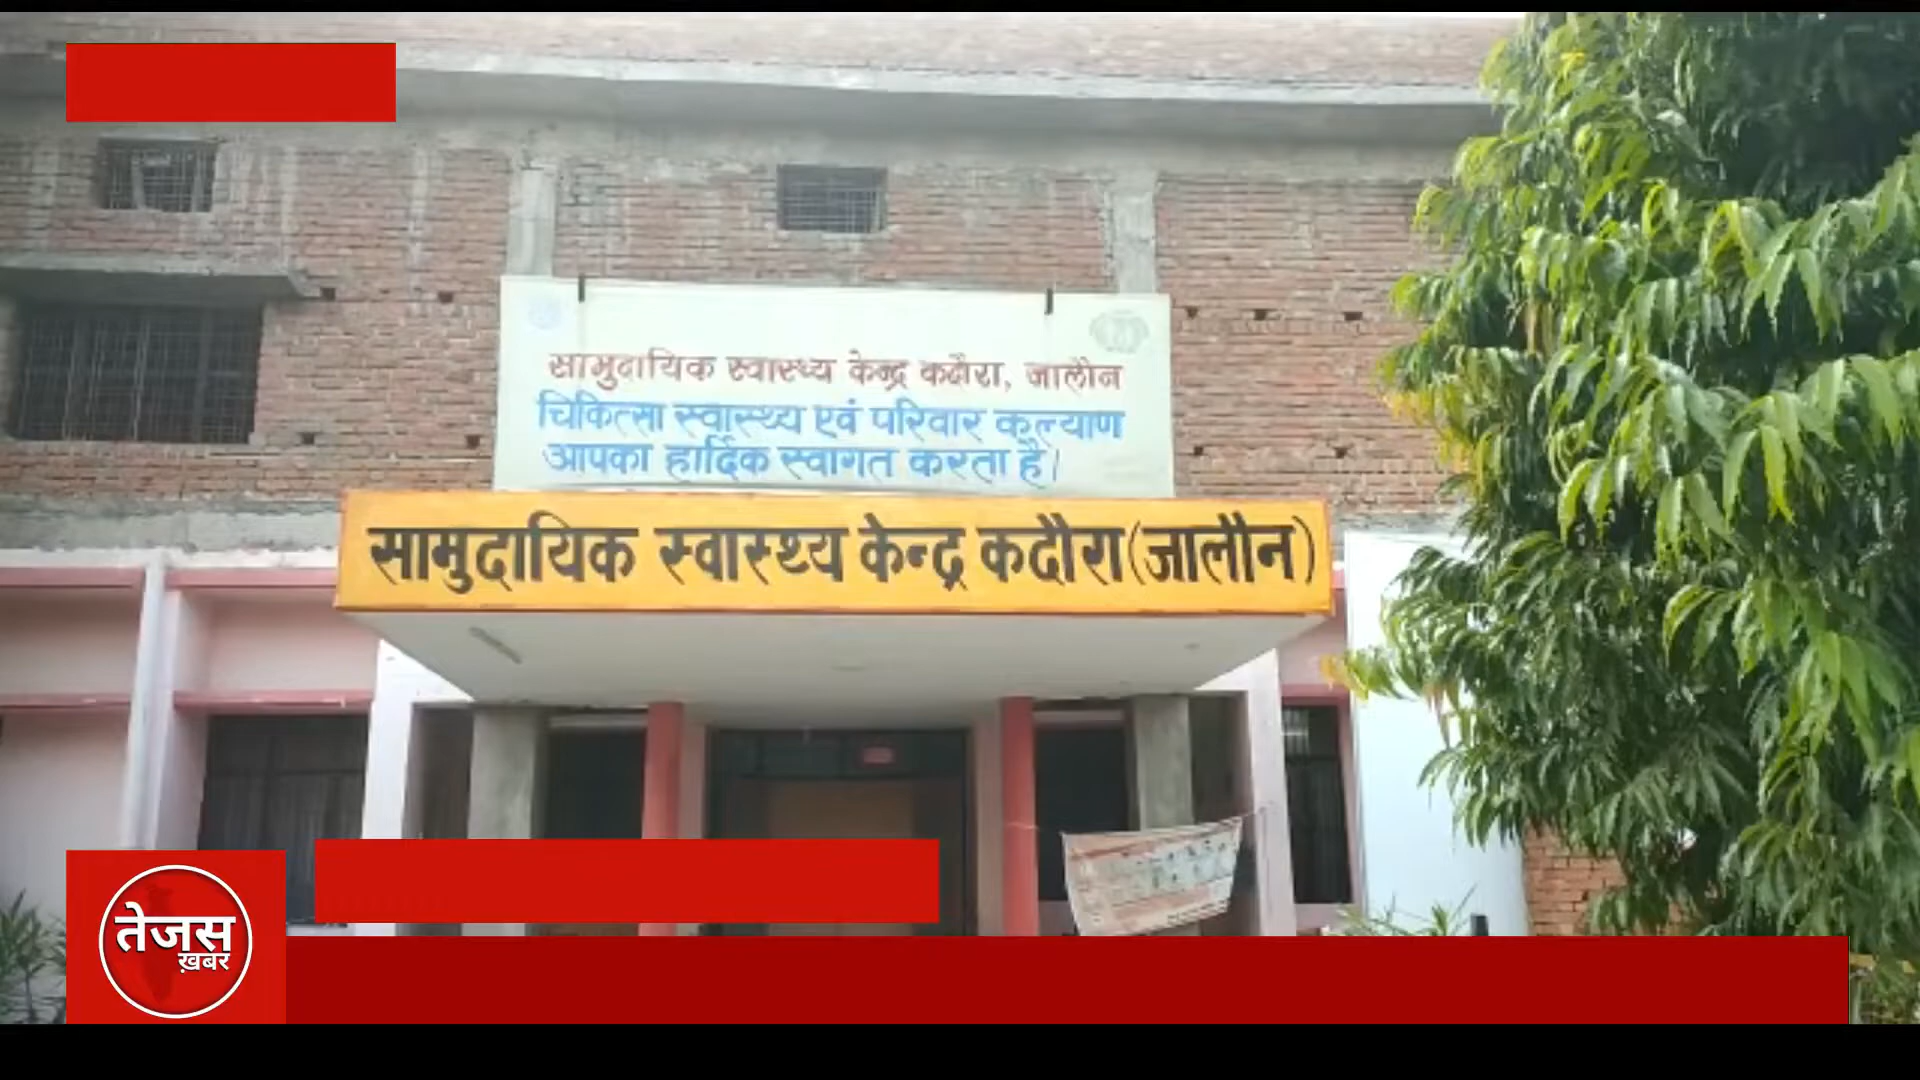 सामुदायिक स्वास्थ्य केन्द्र कदौरा, जालौन
चिकित्सा स्वास्थ्य एवं परिवार कल्याण
आपका हार्दिक स्वागत करता है।
सामुदायिक स्वास्थ्य केन्द्र कदौरा(जालौन)
तेजस
ख़बर